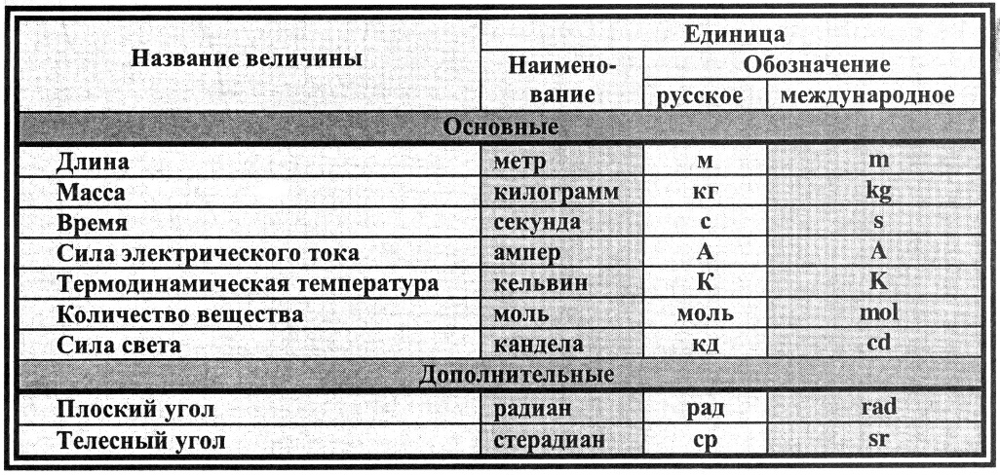 Название величины
Единица
Наимено-
вание
Обозначение
русское международное
Основные
Длина метр м m
Масса килограмм кг kg
Время секунда с s
Сила электрического тока ампер А A
Термодинамическая температура кельвин К K
Количество вещества моль моль mol
Сила света кандела кд cd
Дополнительные
Плоский угол радиан рад rad
Телесный угол стерадиан ср sr